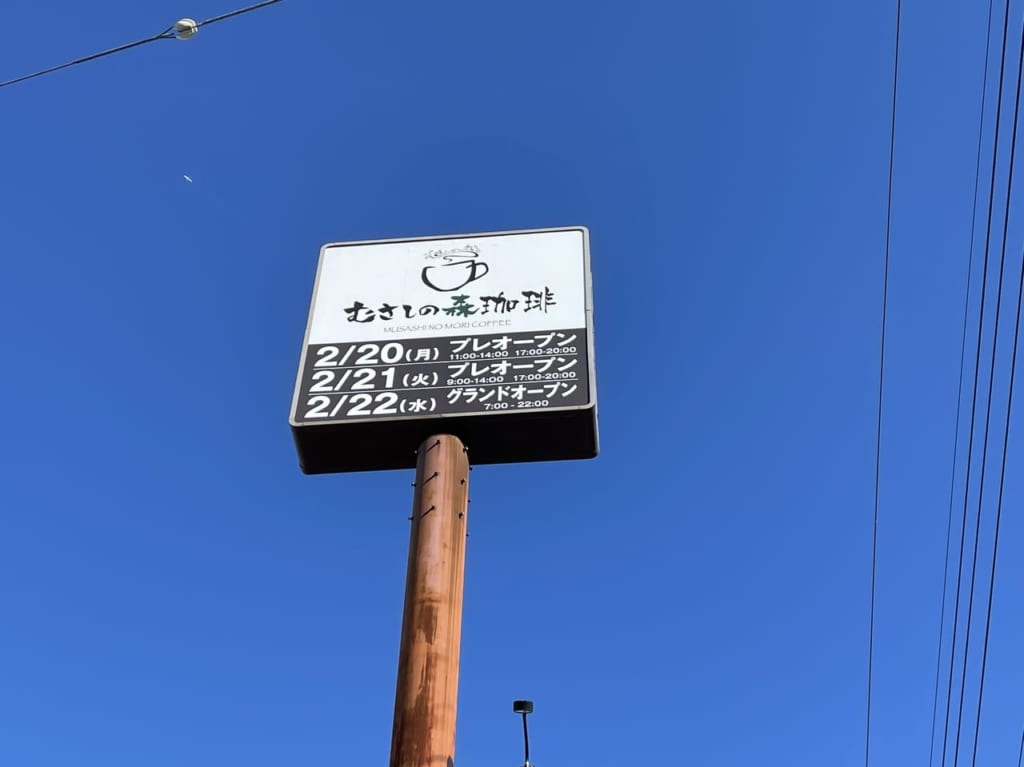 むさしの森珈琲
MUSASHI NO MORI COFFEE
2/20(月) プレオープン
11:00-14:00 17:00-20:00
2/21(火) プレオープン
9:00-14:00 17:00-20:00
2/22(水) グランドオープン
7:00 - 22:00